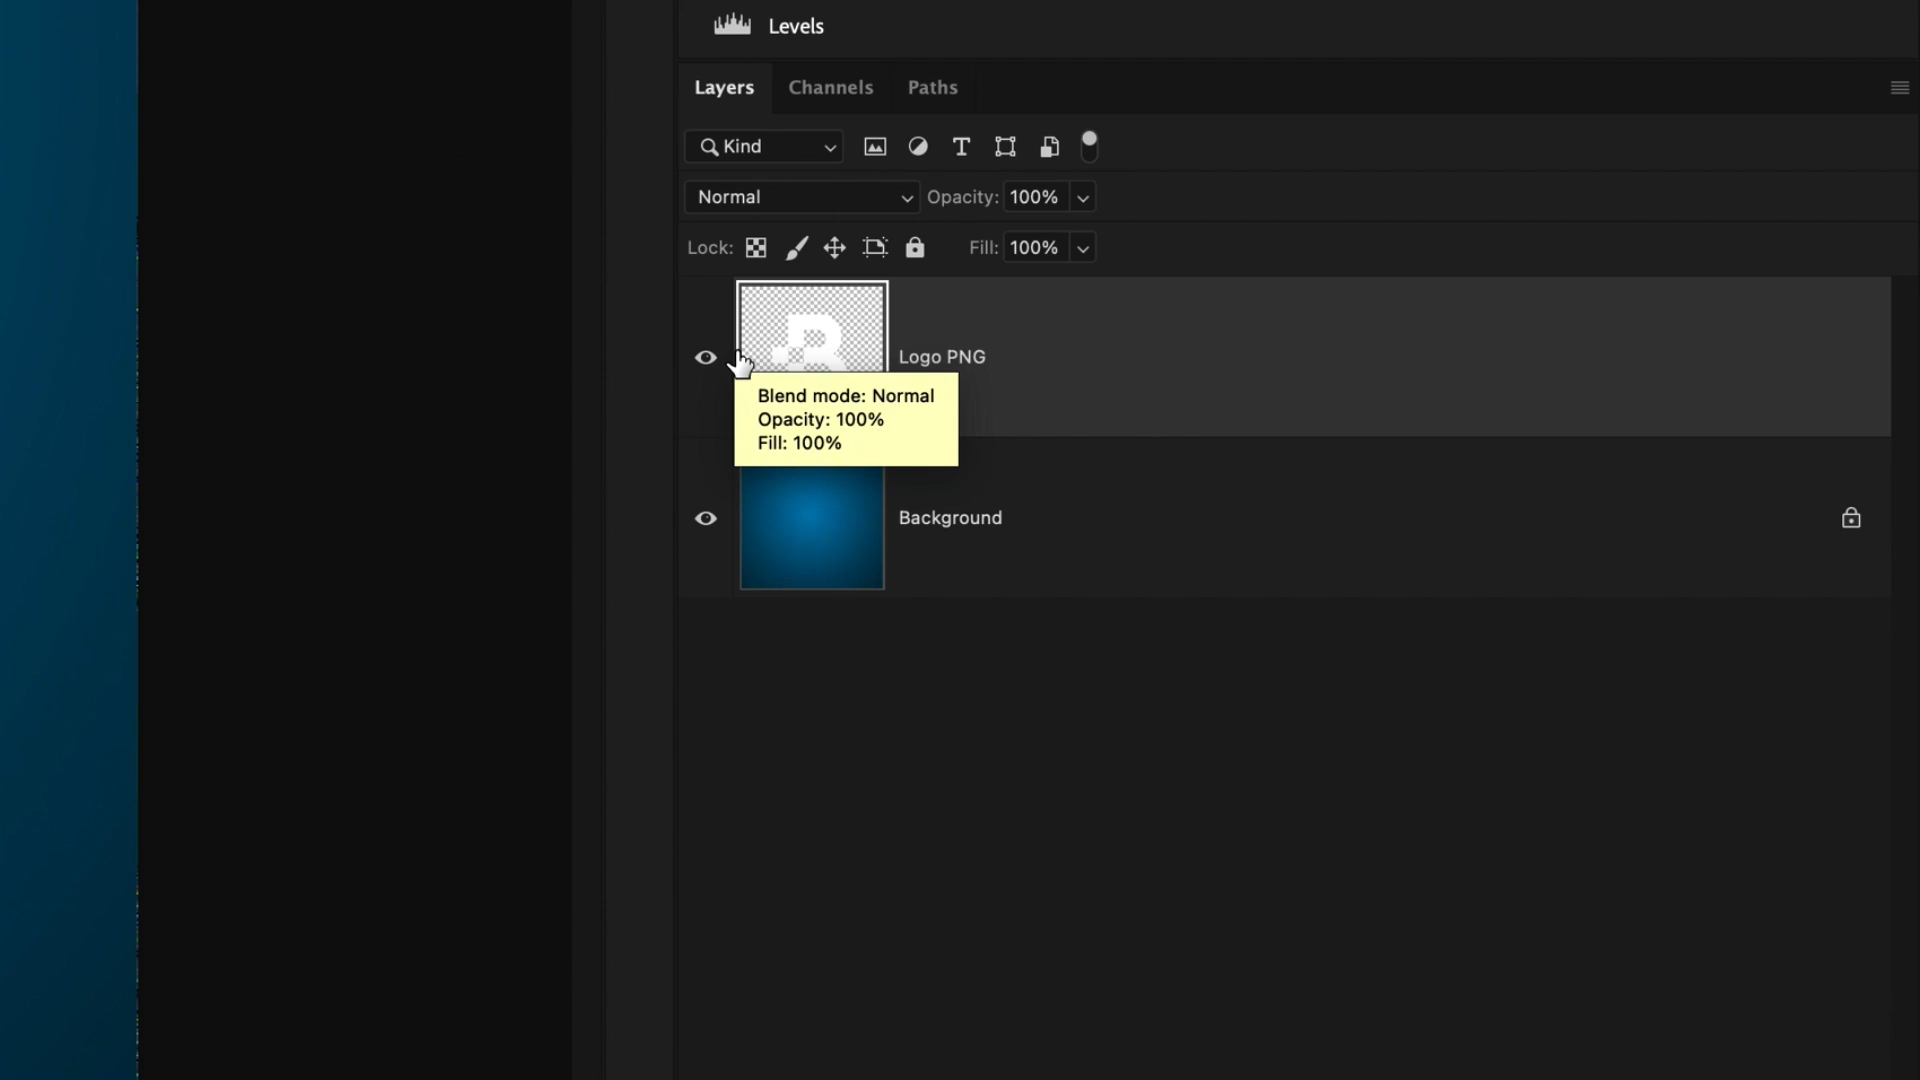 Levels
Layers Channels Paths
Kind
Normal Opacity: 100%
Lock: Fill: 100%
R
Logo PNG
Blend mode: Normal
Opacity: 100%
Fill: 100%
Background